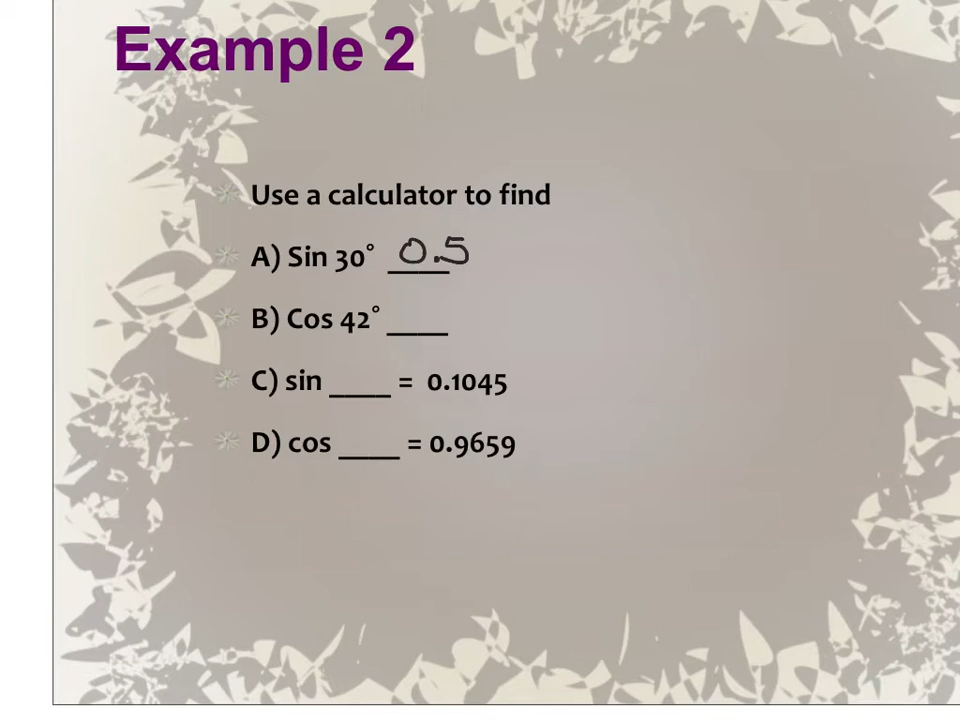 Example 2
Use a calculator to find
A) Sin 30° 0.5
B) Cos 42° ____
C) sin ____ = 0.1045
D) cos ____ = 0.9659